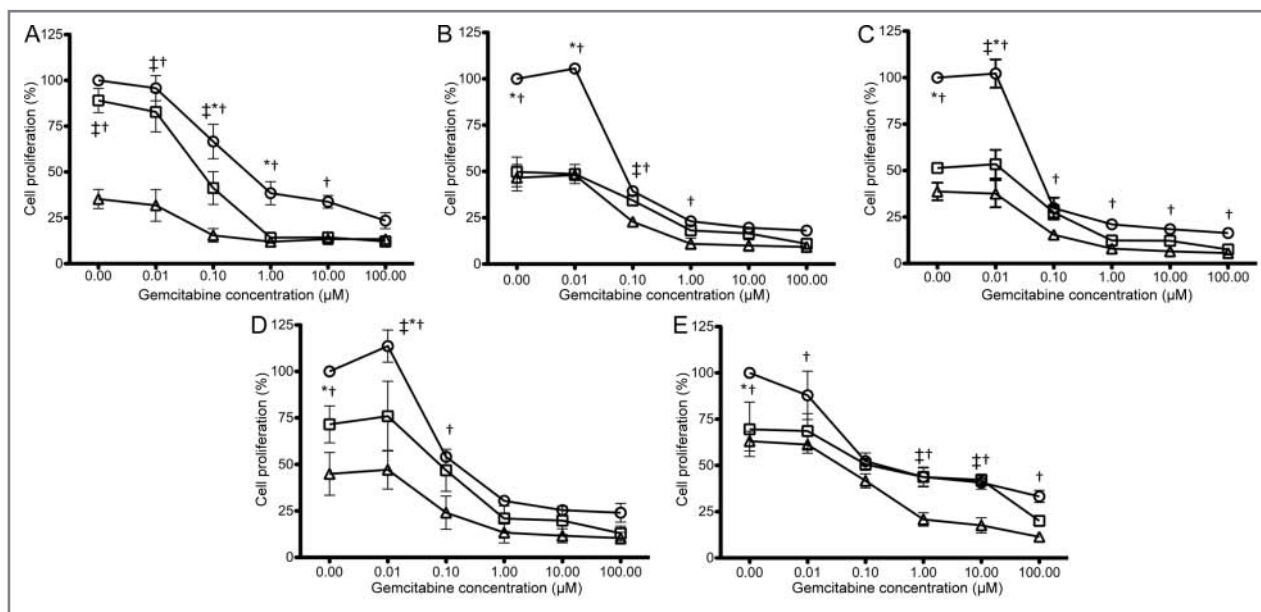 A
Cell proliferation (%)
125
100
75
50
25
0
‡†
‡†
‡*†
*†
†
0.00 0.01 0.10 1.00 10.00 100.00
Gemcitabine concentration (µM)
B
Cell proliferation (%)
125
100
75
50
25
0
*†
*†
‡†
†
0.00 0.01 0.10 1.00 10.00 100.00
Gemcitabine concentration (µM)
C
Cell proliferation (%)
125
100
75
50
25
0
*†
‡*†
†
†
†
†
0.00 0.01 0.10 1.00 10.00 100.00
Gemcitabine concentration (µM)
D
Cell proliferation (%)
125
100
75
50
25
0
*†
‡*†
†
0.00 0.01 0.10 1.00 10.00 100.00
Gemcitabine concentration (µM)
E
Cell proliferation (%)
125
100
75
50
25
0
*†
†
‡†
‡†
†
0.00 0.01 0.10 1.00 10.00 100.00
Gemcitabine concentration (µM)